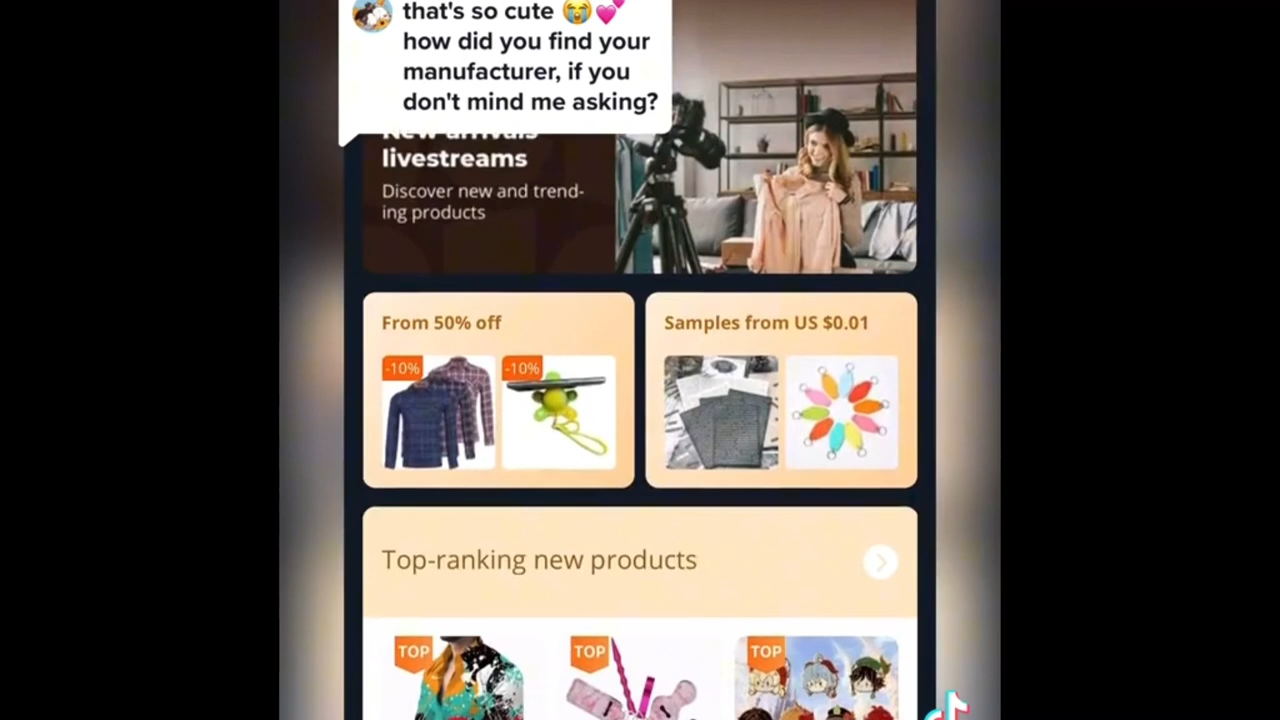 that's so cute 😭💕
how did you find your
manufacturer, if you
don't mind me asking?
New arrivals
livestreams
Discover new and trend-
ing products
From 50% off
Samples from US $0.01
-10%
-10%
Top-ranking new products
TOP
TOP
TOP